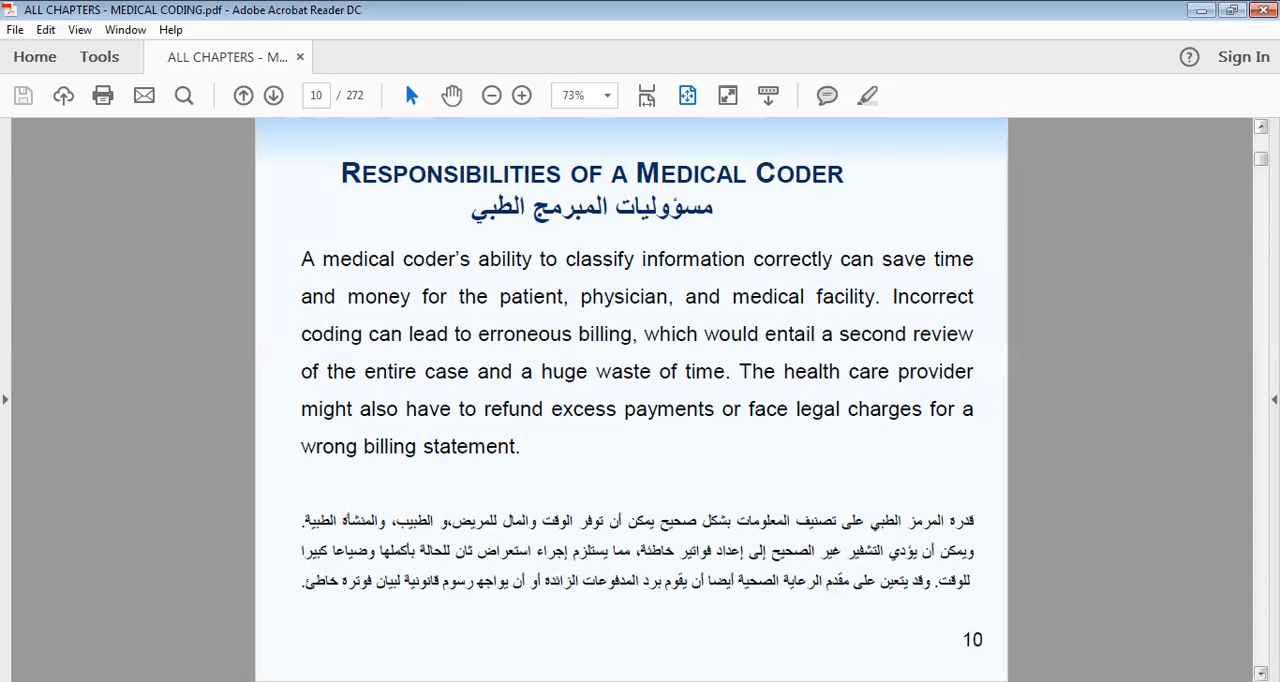 ALL CHAPTERS - MEDICAL CODING.pdf - Adobe Acrobat Reader DC
File Edit View Window Help
Home Tools ALL CHAPTERS - M... ×
Sign In
10 / 272 73%
RESPONSIBILITIES OF A MEDICAL CODER
مسؤوليات المبرمج الطبي
A medical coder's ability to classify information correctly can save time
and money for the patient, physician, and medical facility. Incorrect
coding can lead to erroneous billing, which would entail a second review
of the entire case and a huge waste of time. The health care provider
might also have to refund excess payments or face legal charges for a
wrong billing statement.
قدرة المرمز الطبي على تصنيف المعلومات بشكل صحيح يمكن أن توفر الوقت والمال للمريض،و الطبيب، والمنشأة الطبية.
ويمكن أن يؤدي التشفير غير الصحيح إلى إعداد فواتير خاطئة، مما يستلزم إجراء استعراض ثان للحالة بأكملها وضياعا كبيرا
للوقت. وقد يتعين على مقدم الرعاية الصحية أيضا أن يقوم برد المدفوعات الزائدة أو أن يواجه رسوم قانونية لبيان فوترة خاطئ.
10